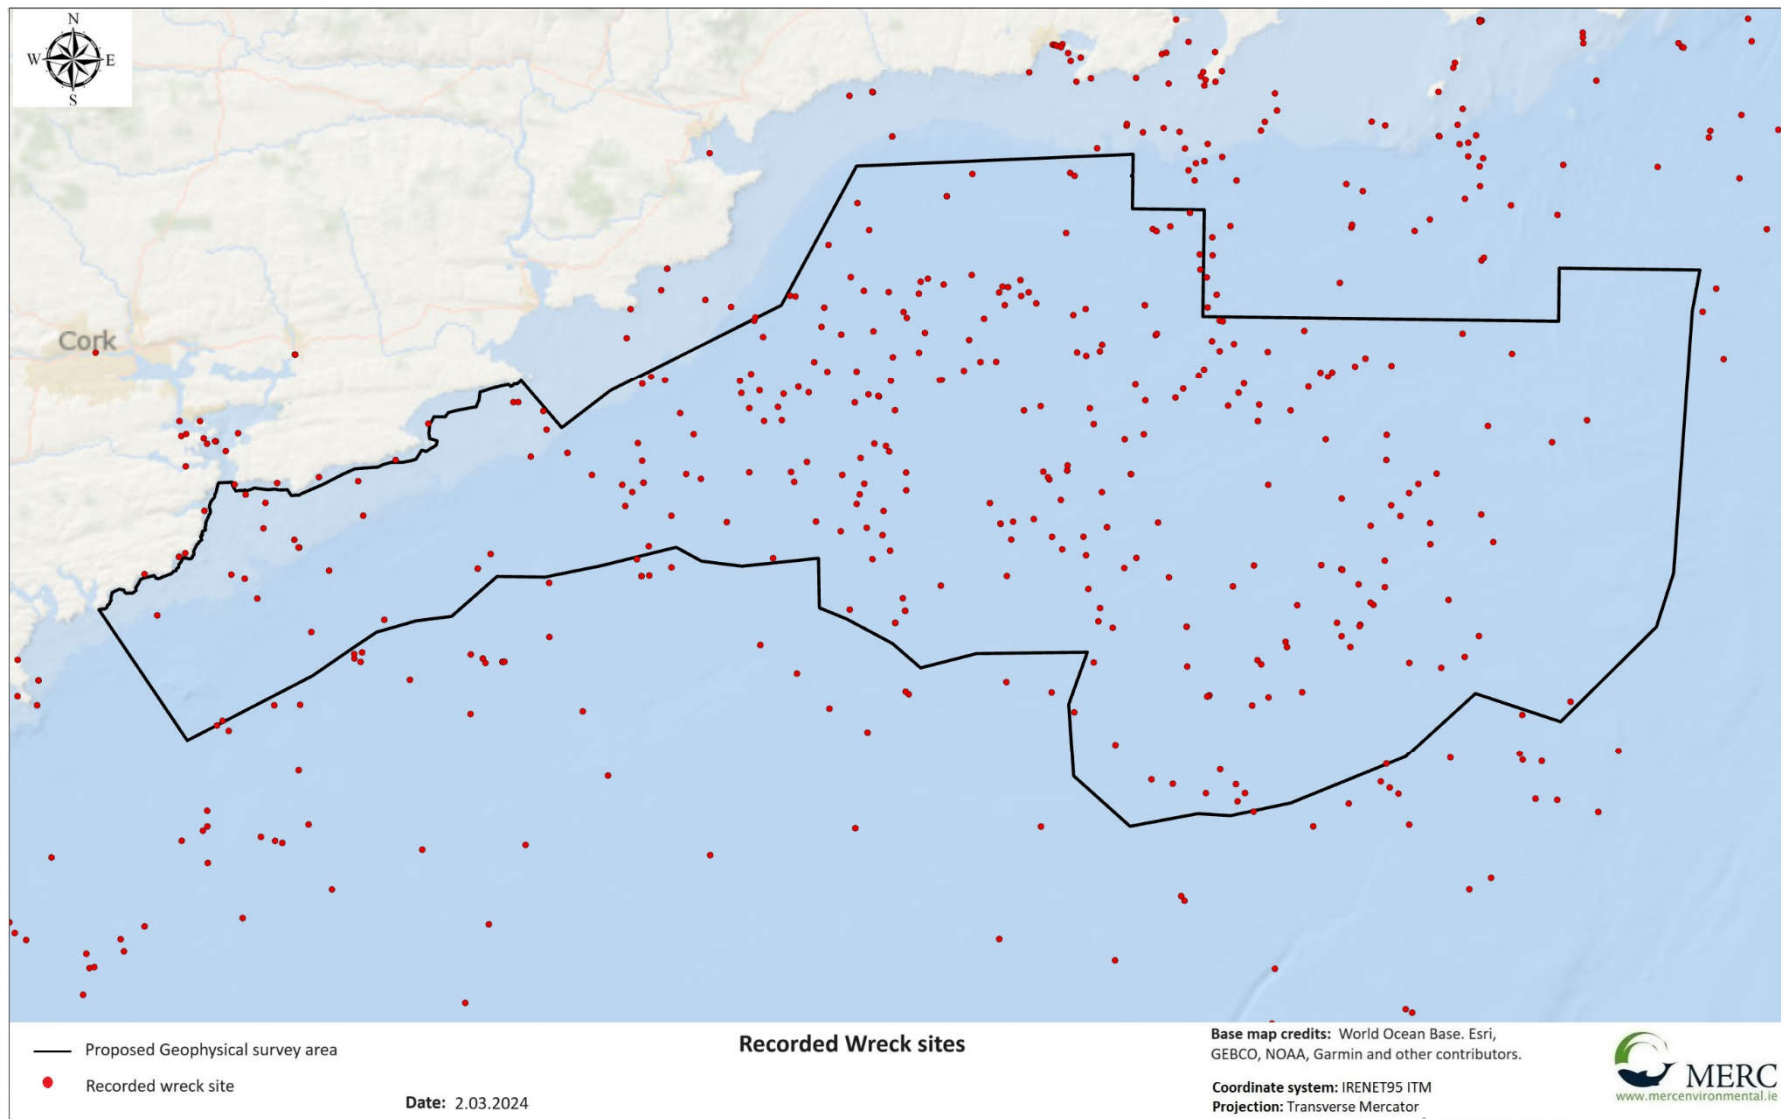 N
W E
S
Cork
Proposed Geophysical survey area
Recorded wreck site
Date: 2.03.2024
Recorded Wreck sites
Base map credits: World Ocean Base. Esri,
GEBCO, NOAA, Garmin and other contributors.
Coordinate system: IRENET95 ITM
Projection: Transverse Mercator
MERC
www.mercenvironmental.ie